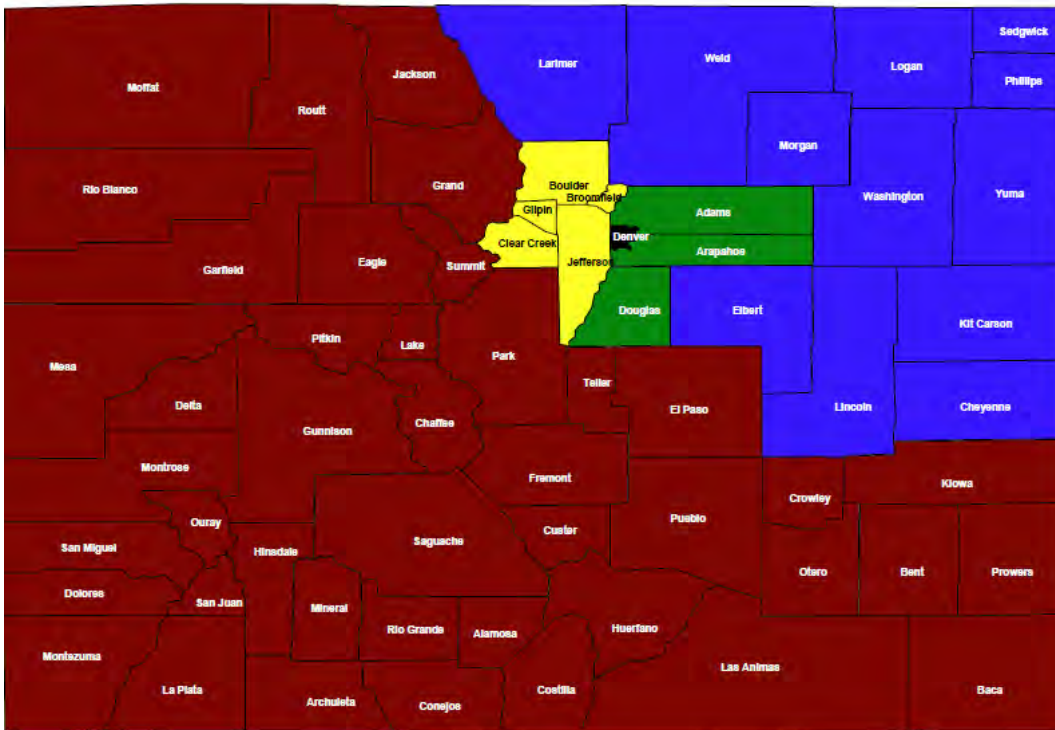 Sedgwick
Larimer
Weld
Logan
Jackson
Phillips
Moffat
Routt
Morgan
Grand
Boulder
Rio Blanco
Broomfield
Washington
Yuma
Gilpin
Adams
Denver
Clear Creek
Arapahoe
Eagle
Jefferson
Summit
Garfield
Douglas
Elbert
Kit Carson
Pitkin
Lake
Park
Mesa
Teller
Delta
El Paso
Lincoln
Cheyenne
Chaffee
Gunnison
Montrose
Fremont
Kiowa
Crowley
Ouray
Pueblo
Custer
Saguache
San Miguel
Hinsdale
Otero
Bent
Prowers
Dolores
San Juan
Mineral
Rio Grande
Alamosa
Huerfano
Montezuma
Las Animas
La Plata
Costilla
Baca
Archuleta
Conejos